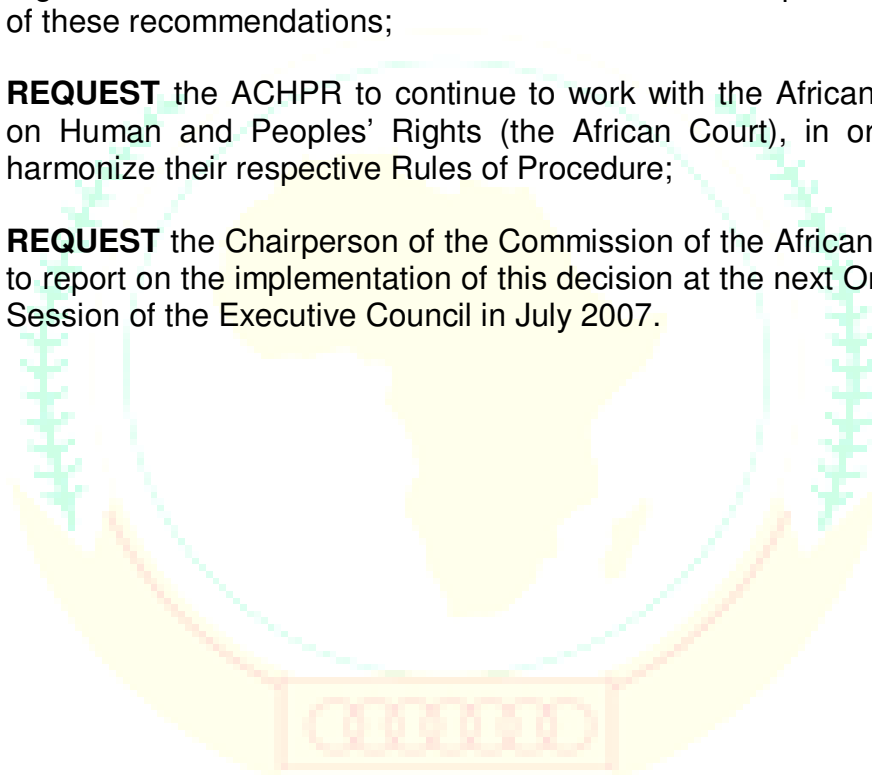 of these recommendations;
REQUEST the ACHPR to continue to work with the African
on Human and Peoples’ Rights (the African Court), in or
harmonize their respective Rules of Procedure;
REQUEST the Chairperson of the Commission of the African
to report on the implementation of this decision at the next Or
Session of the Executive Council in July 2007.